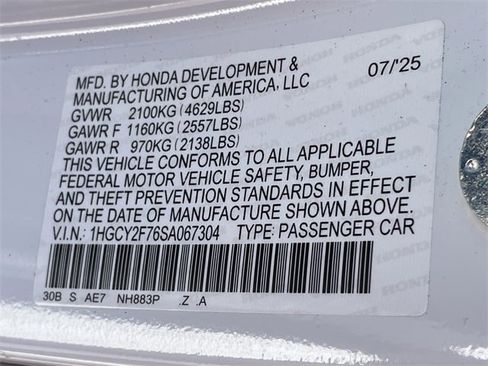 MFD. BY HONDA DEVELOPMENT & 07/'25
MANUFACTURING OF AMERICA, LLC
GVWR 2100KG (4629LBS)
GAWR F 1160KG (2557LBS)
GAWR R 970KG (2138LBS)
THIS VEHICLE CONFORMS TO ALL APPLICABLE
FEDERAL MOTOR VEHICLE SAFETY, BUMPER,
AND THEFT PREVENTION STANDARDS IN EFFECT
ON THE DATE OF MANUFACTURE SHOWN ABOVE.
V.I.N.: 1HGCY2F76SA067304 TYPE: PASSENGER CAR
30B S AE7 NH883P .Z .A